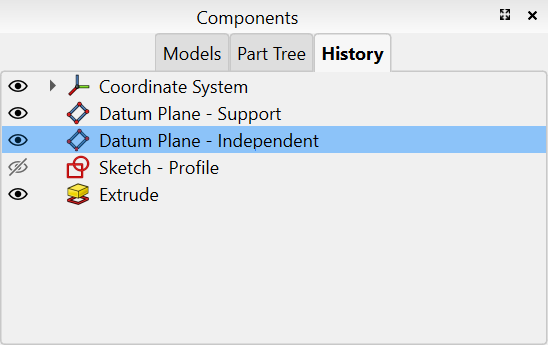 Components
Models Part Tree History
Coordinate System
Datum Plane - Support
Datum Plane - Independent
Sketch - Profile
Extrude